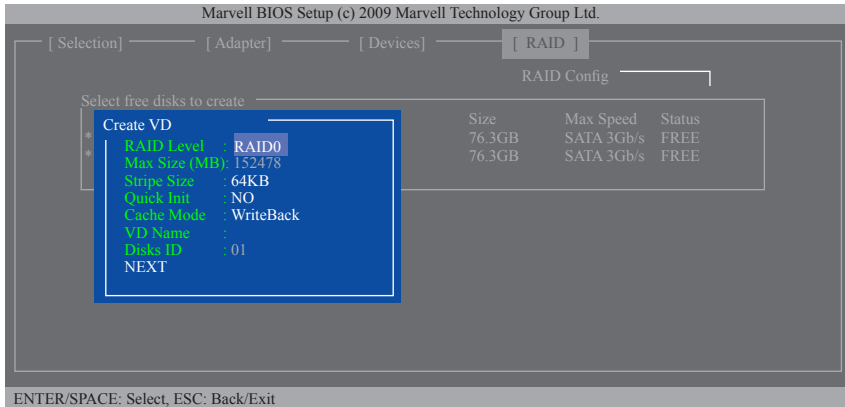 Marvell BIOS Setup (c) 2009 Marvell Technology Group Ltd.
[ Selection] [ Adapter] [ Devices] [ RAID ]
RAID Config
Select free disks to create
Size Max Speed Status
* 76.3GB SATA 3Gb/s FREE
* 76.3GB SATA 3Gb/s FREE
Create VD
RAID Level : RAID0
Max Size (MB): 152478
Stripe Size : 64KB
Quick Init : NO
Cache Mode : WriteBack
VD Name :
Disks ID : 01
NEXT
ENTER/SPACE: Select, ESC: Back/Exit